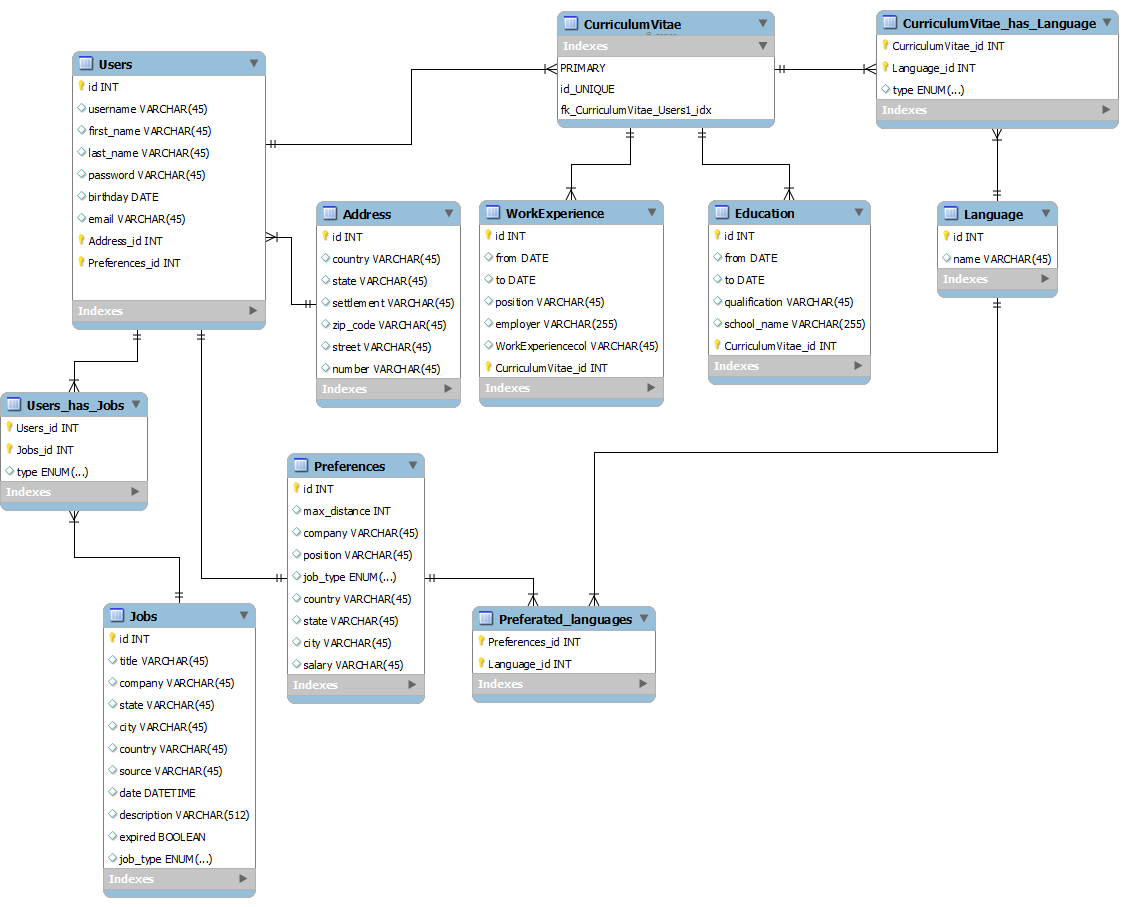 CurriculumVitae
Indexes
PRIMARY
id_UNIQUE
fk_CurriculumVitae_Users1_idx
CurriculumVitae_has_Language
CurriculumVitae_id INT
Language_id INT
type ENUM(...)
Indexes
Users
id INT
username VARCHAR(45)
first_name VARCHAR(45)
last_name VARCHAR(45)
password VARCHAR(45)
birthday DATE
email VARCHAR(45)
Address_id INT
Preferences_id INT
Indexes
Address
id INT
country VARCHAR(45)
state VARCHAR(45)
settlement VARCHAR(45)
zip_code VARCHAR(45)
street VARCHAR(45)
number VARCHAR(45)
Indexes
WorkExperience
id INT
from DATE
to DATE
position VARCHAR(45)
employer VARCHAR(255)
WorkExperiencecol VARCHAR(45)
CurriculumVitae_id INT
Indexes
Education
id INT
from DATE
to DATE
qualification VARCHAR(45)
school_name VARCHAR(255)
CurriculumVitae_id INT
Indexes
Language
id INT
name VARCHAR(45)
Indexes
Users_has_Jobs
Users_id INT
Jobs_id INT
type ENUM(...)
Indexes
Preferences
id INT
max_distance INT
company VARCHAR(45)
position VARCHAR(45)
job_type ENUM(...)
country VARCHAR(45)
state VARCHAR(45)
city VARCHAR(45)
salary VARCHAR(45)
Indexes
Preferated_languages
Preferences_id INT
Language_id INT
Indexes
Jobs
id INT
title VARCHAR(45)
company VARCHAR(45)
state VARCHAR(45)
city VARCHAR(45)
country VARCHAR(45)
source VARCHAR(45)
date DATETIME
description VARCHAR(512)
expired BOOLEAN
job_type ENUM(...)
Indexes